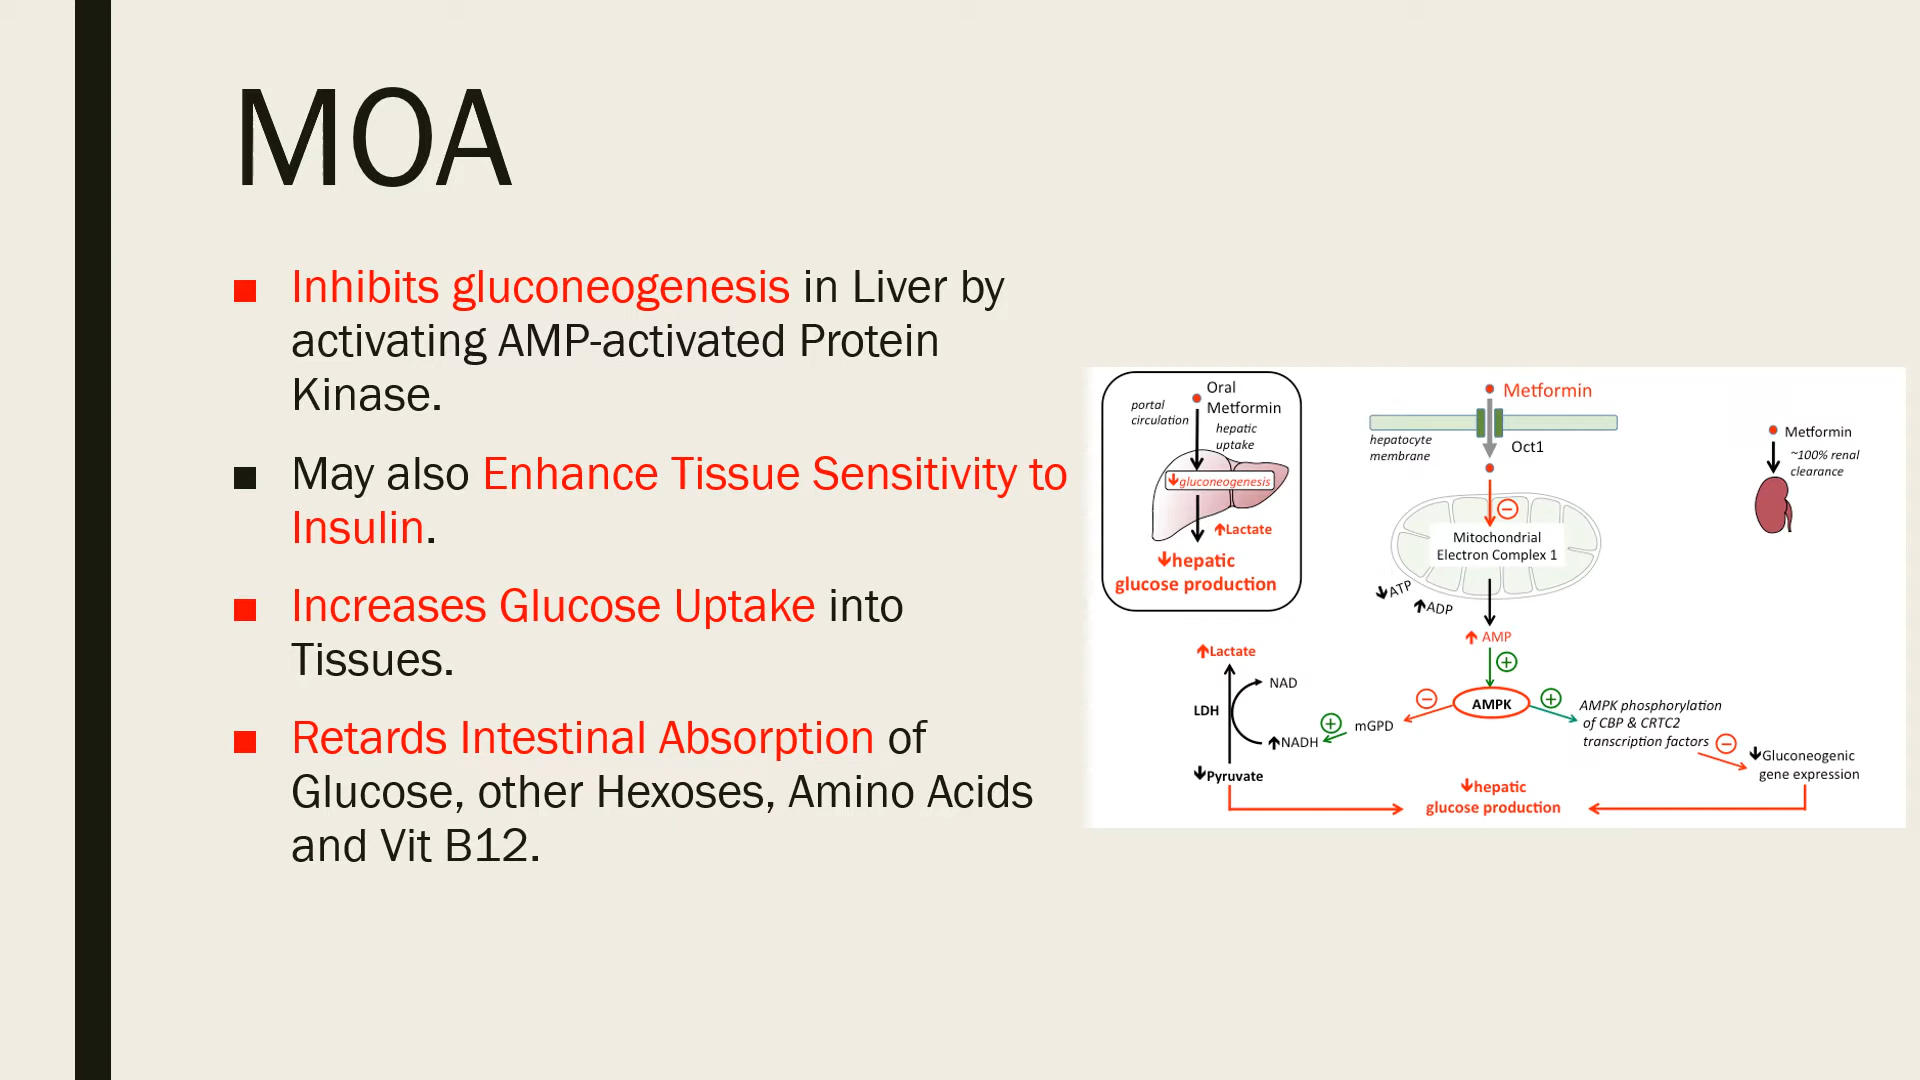 MOA
Inhibits gluconeogenesis in Liver by
activating AMP-activated Protein
Kinase.
May also Enhance Tissue Sensitivity to
Insulin.
Increases Glucose Uptake into
Tissues.
Retards Intestinal Absorption of
Glucose, other Hexoses, Amino Acids
and Vit B12.
Oral
Metformin
portal
circulation
hepatic
uptake
gluconeogenesis
Lactate
hepatic
glucose production
Metformin
hepatocyte
membrane
Oct1
Mitochondrial
Electron Complex 1
ATP
ADP
AMP
AMPK
Metformin
~100% renal
clearance
Lactate
NAD
LDH
NADH
mGPD
Pyruvate
AMPK phosphorylation
of CBP & CRTC2
transcription factors
Gluconeogenic
gene expression
hepatic
glucose production